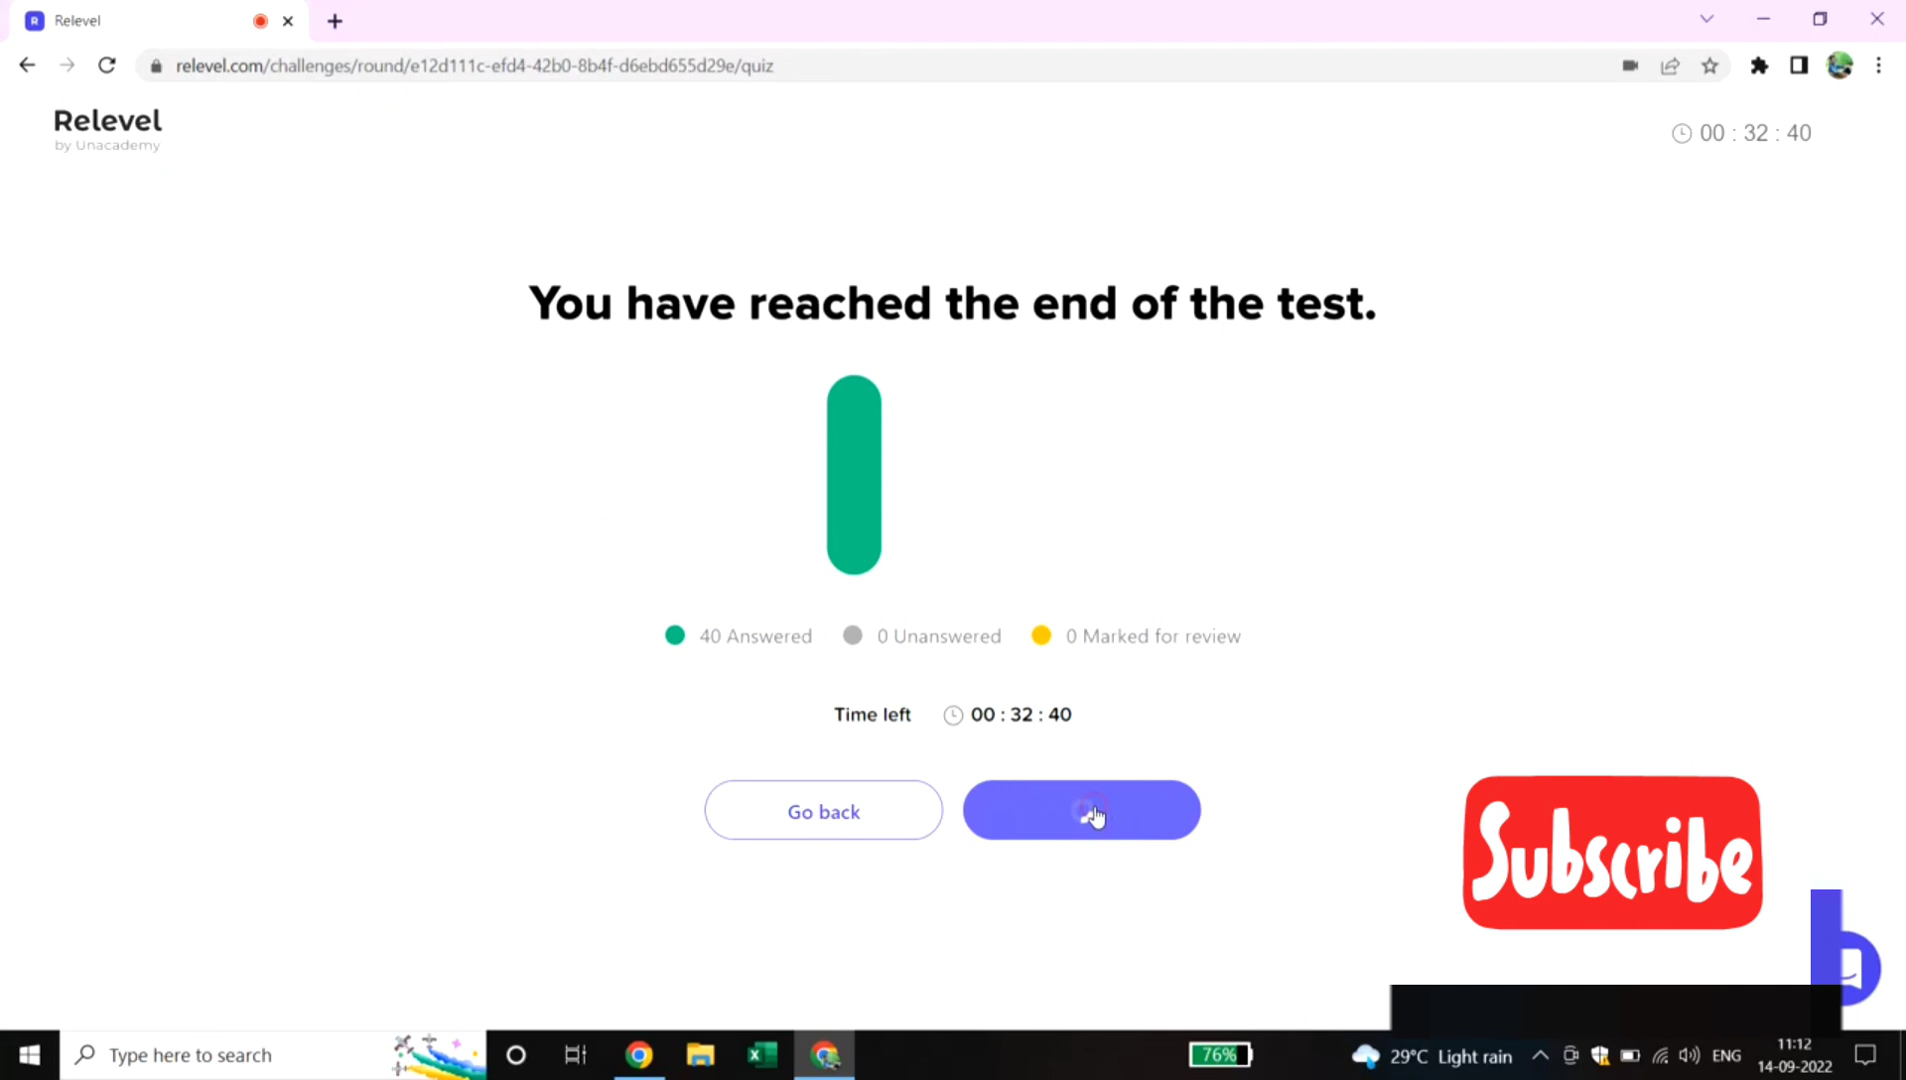 R Relevel
relevel.com/challenges/round/e12d111c-efd4-42b0-8b4f-d6ebd655d29e/quiz
Relevel
by Unacademy
00 : 32 : 40
You have reached the end of the test.
40 Answered 0 Unanswered 0 Marked for review
Time left 00 : 32 : 40
Go back
Subscribe
Type here to search
76%
29°C Light rain
ENG
11:12
14-09-2022